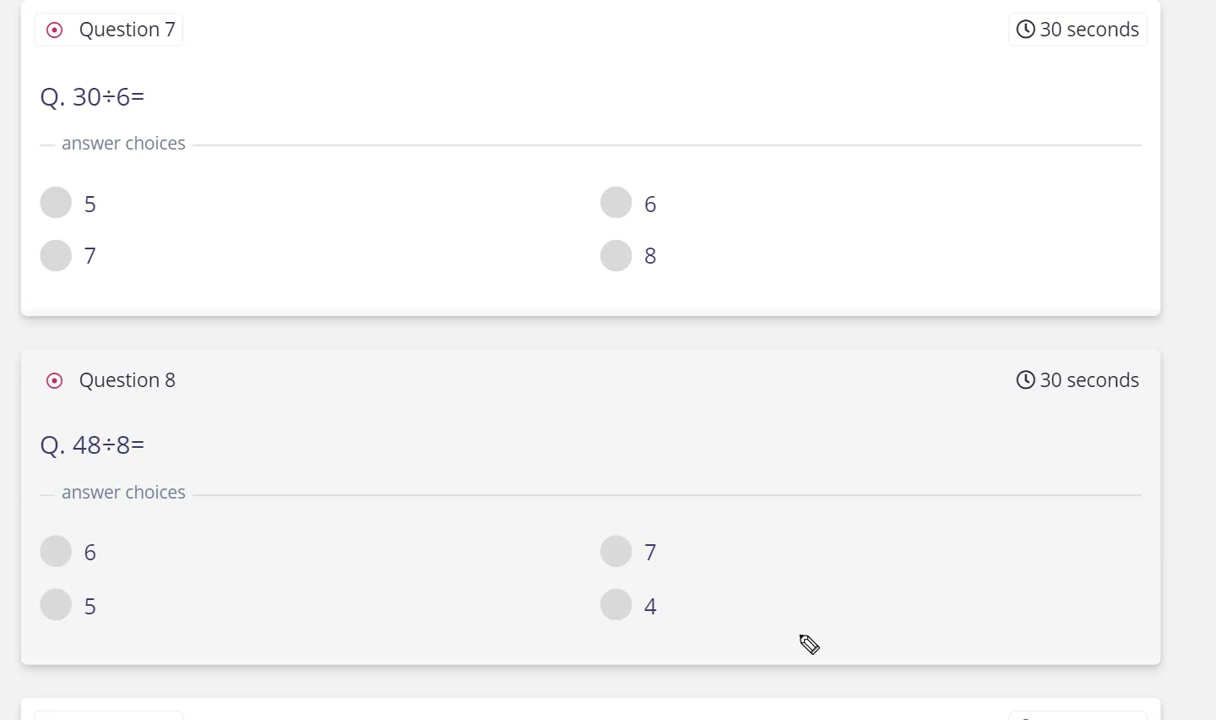 Question 7
30 seconds
Q. 30÷6=
answer choices
5
6
7
8
Question 8
30 seconds
Q. 48÷8=
answer choices
6
7
5
4